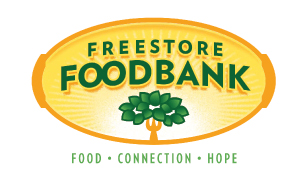 FREESTORE
FOODBANK
FOOD • CONNECTION • HOPE